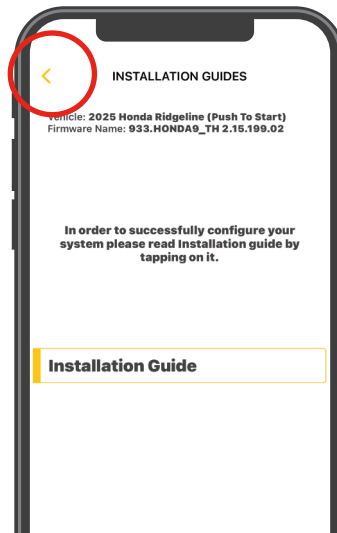 INSTALLATION GUIDES
Vehicle: 2025 Honda Ridgeline (Push To Start)
Firmware Name: 933.HONDA9_TH 2.15.199.02
In order to successfully configure your
system please read Installation guide by
tapping on it.
Installation Guide